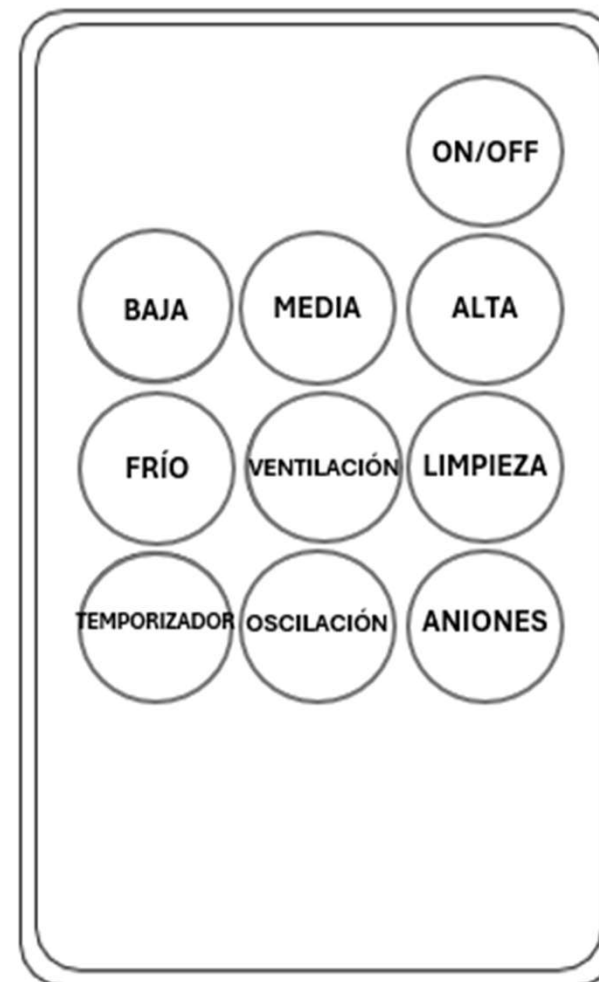 ON/OFF
BAJA MEDIA ALTA
FRÍO VENTILACIÓN LIMPIEZA
TEMPORIZADOR OSCILACIÓN ANIONES